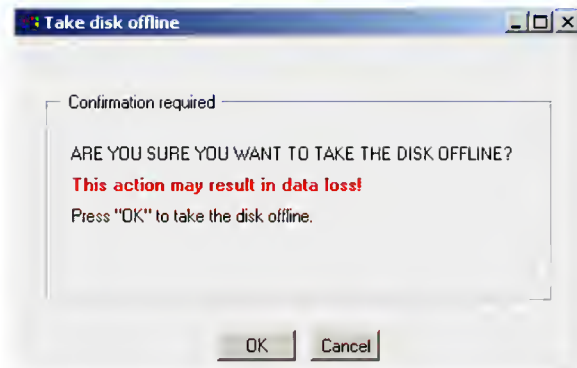 Take disk offline
Confirmation required
ARE YOU SURE YOU WANT TO TAKE THE DISK OFFLINE?
This action may result in data loss!
Press "OK" to take the disk offline.
OK Cancel